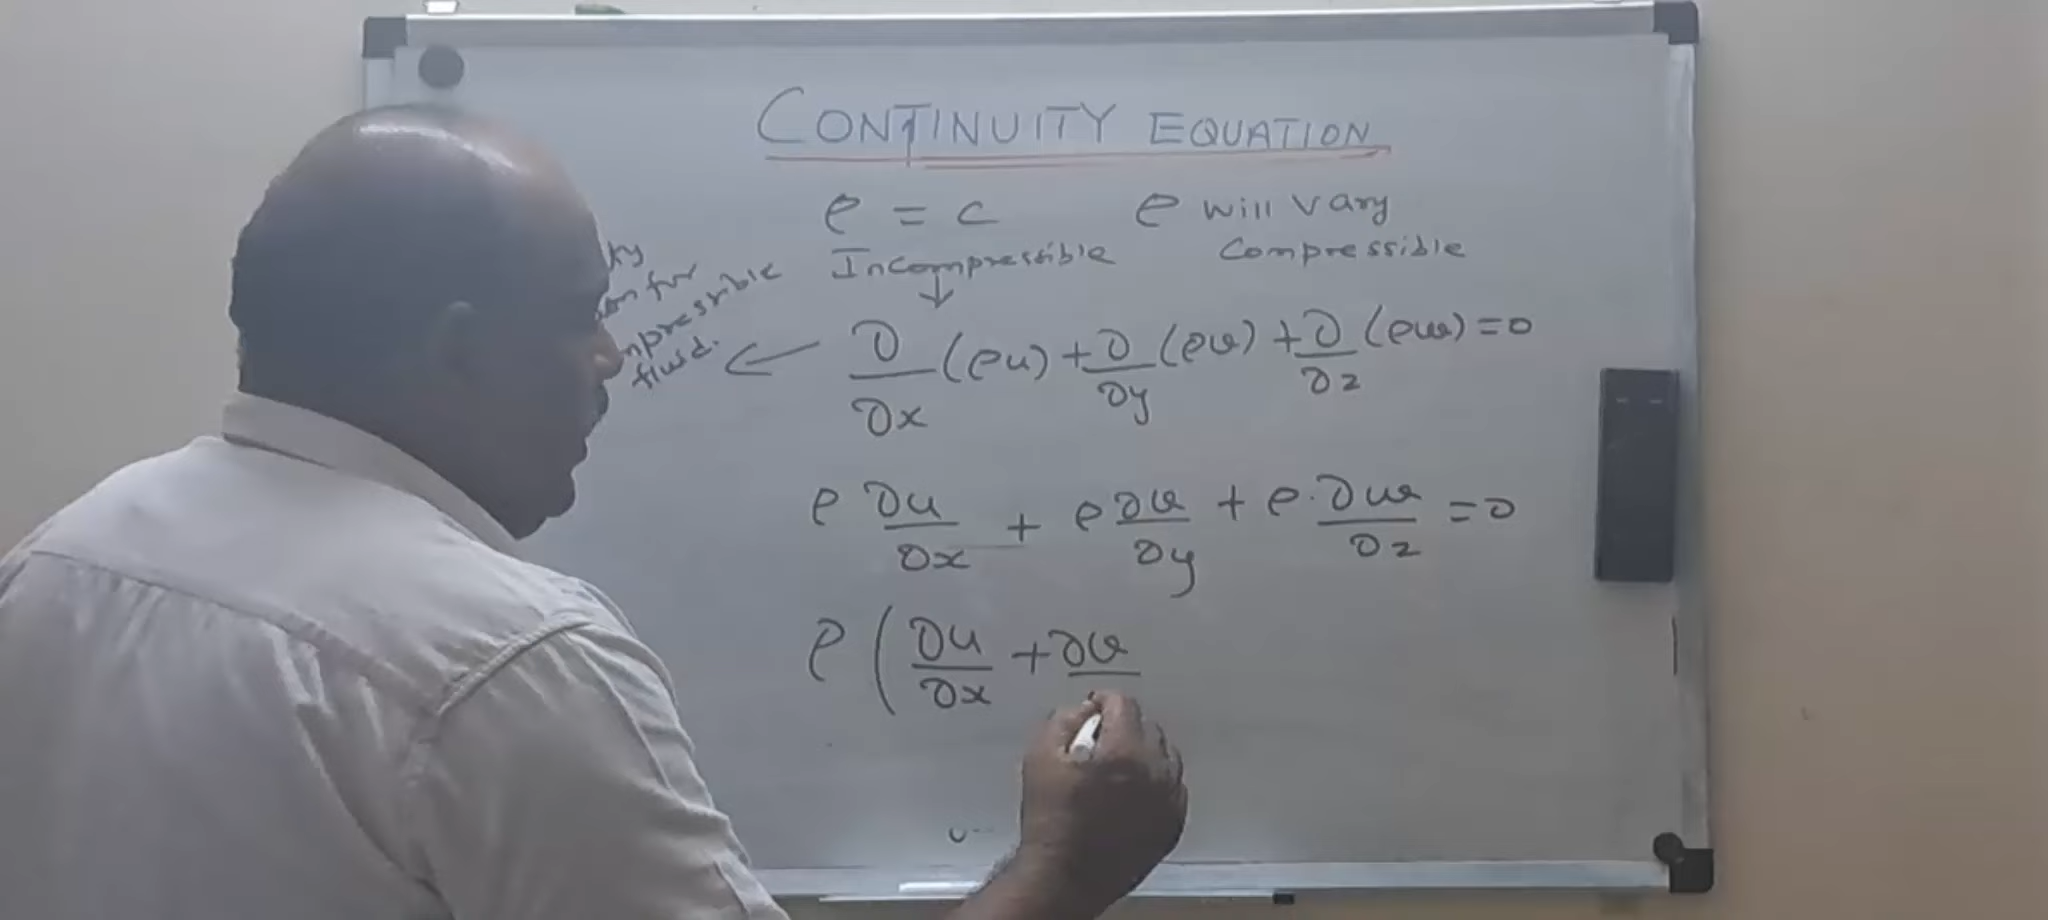 CONTINUITY EQUATION
ρ = c
ρ will vary
Incompressible
Compressible
↓
fluid.
← ∂/∂x (ρu) + ∂/∂y (ρv) + ∂/∂z (ρw) = 0
ρ ∂u/∂x + ρ ∂v/∂y + ρ · ∂w/∂z = 0
ρ ( ∂u/∂x + ∂v